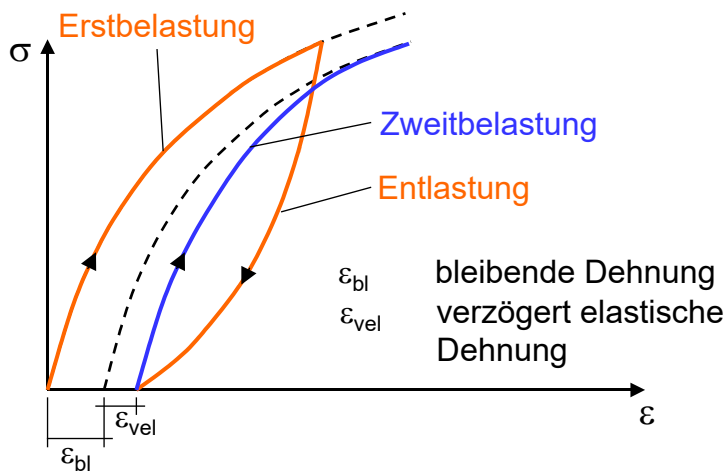 Erstbelastung
σ
Zweitbelastung
Entlastung
ε_bl bleibende Dehnung
ε_vel verzögert elastische
Dehnung
ε
ε_vel
ε_bl